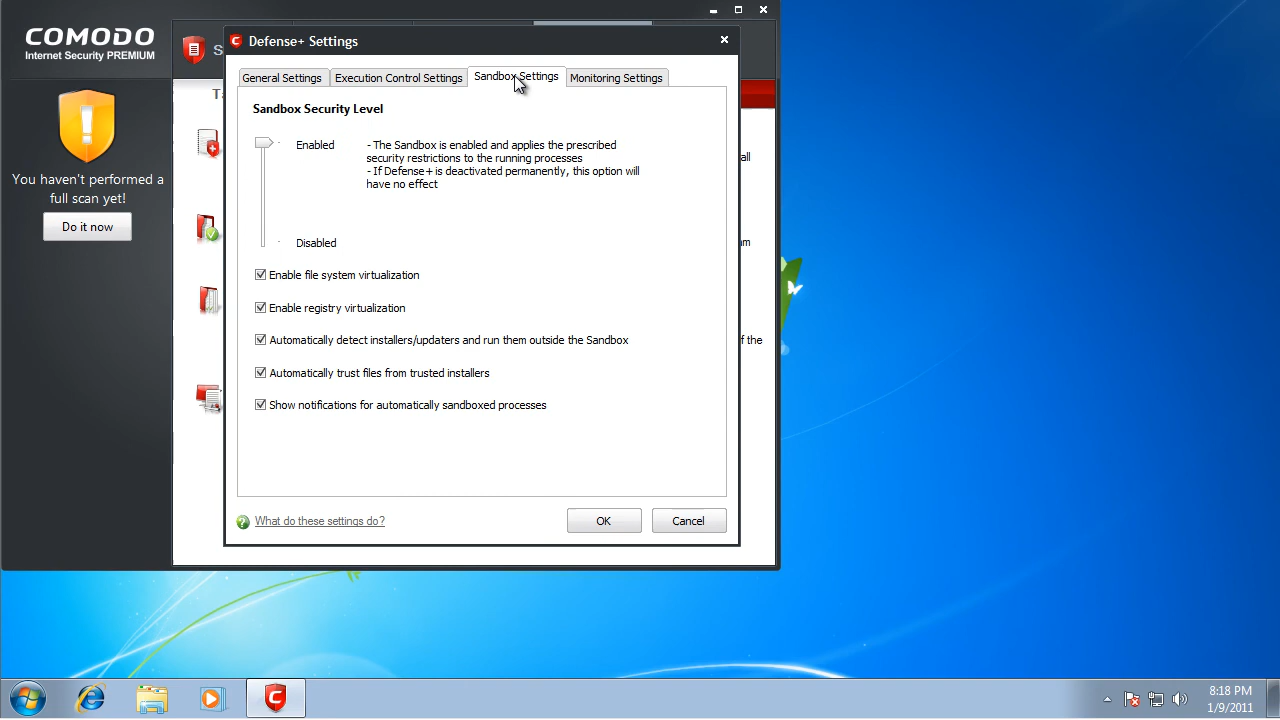 COMODO
Internet Security PREMIUM
You haven't performed a
full scan yet!
Do it now
S
Ta
Defense+ Settings
General Settings
Execution Control Settings
Sandbox Settings
Monitoring Settings
Sandbox Security Level
Enabled
- The Sandbox is enabled and applies the prescribed
security restrictions to the running processes
- If Defense+ is deactivated permanently, this option will
have no effect
Disabled
Enable file system virtualization
Enable registry virtualization
Automatically detect installers/updaters and run them outside the Sandbox
Automatically trust files from trusted installers
Show notifications for automatically sandboxed processes
What do these settings do?
OK
Cancel
all
am
f the
8:18 PM
1/9/2011